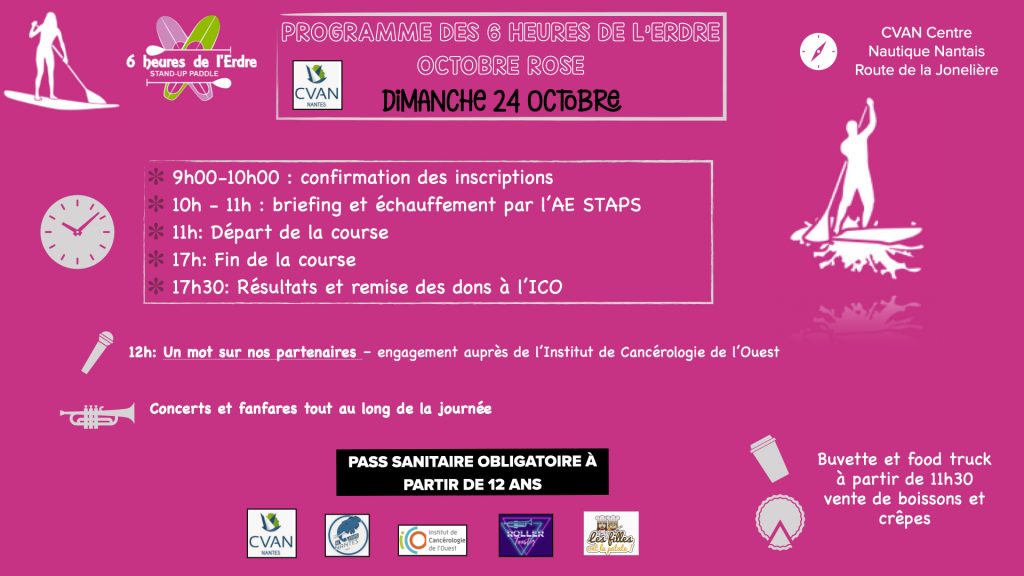 6 heures de l'Erdre
STAND-UP PADDLE
PROGRAMME DES 6 HEURES DE L'ERDRE
OCTOBRE ROSE
DIMANCHE 24 OCTOBRE
CVAN
NANTES
CVAN Centre
Nautique Nantais
Route de la Jonelière
9h00-10h00 : confirmation des inscriptions
10h - 11h : briefing et échauffement par l'AE STAPS
11h: Départ de la course
17h: Fin de la course
17h30: Résultats et remise des dons à l'ICO
12h: Un mot sur nos partenaires - engagement auprès de l'Institut de Cancérologie de l'Ouest
Concerts et fanfares tout au long de la journée
PASS SANITAIRE OBLIGATOIRE À
PARTIR DE 12 ANS
Buvette et food truck
à partir de 11h30
vente de boissons et
crêpes
CVAN
NANTES
NANTES
Institut de
Cancérologie
de l'Ouest
ROLLER
les filles